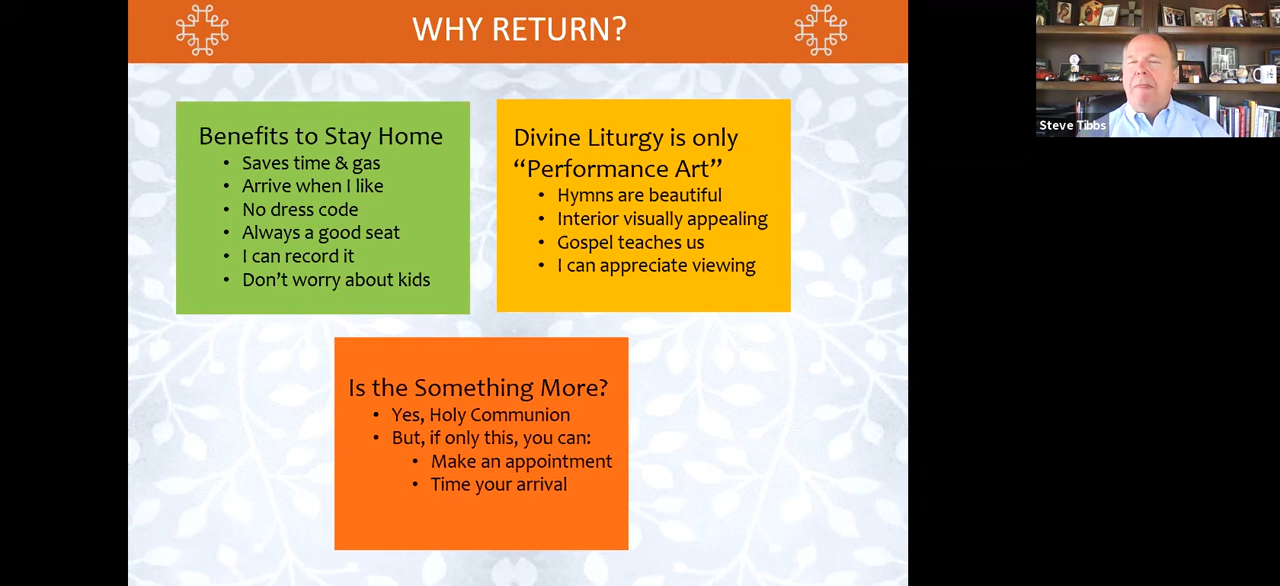 WHY RETURN?
Benefits to Stay Home
• Saves time & gas
• Arrive when I like
• No dress code
• Always a good seat
• I can record it
• Don’t worry about kids
Divine Liturgy is only
“Performance Art”
• Hymns are beautiful
• Interior visually appealing
• Gospel teaches us
• I can appreciate viewing
Is the Something More?
• Yes, Holy Communion
• But, if only this, you can:
• Make an appointment
• Time your arrival
Steve Tibbs